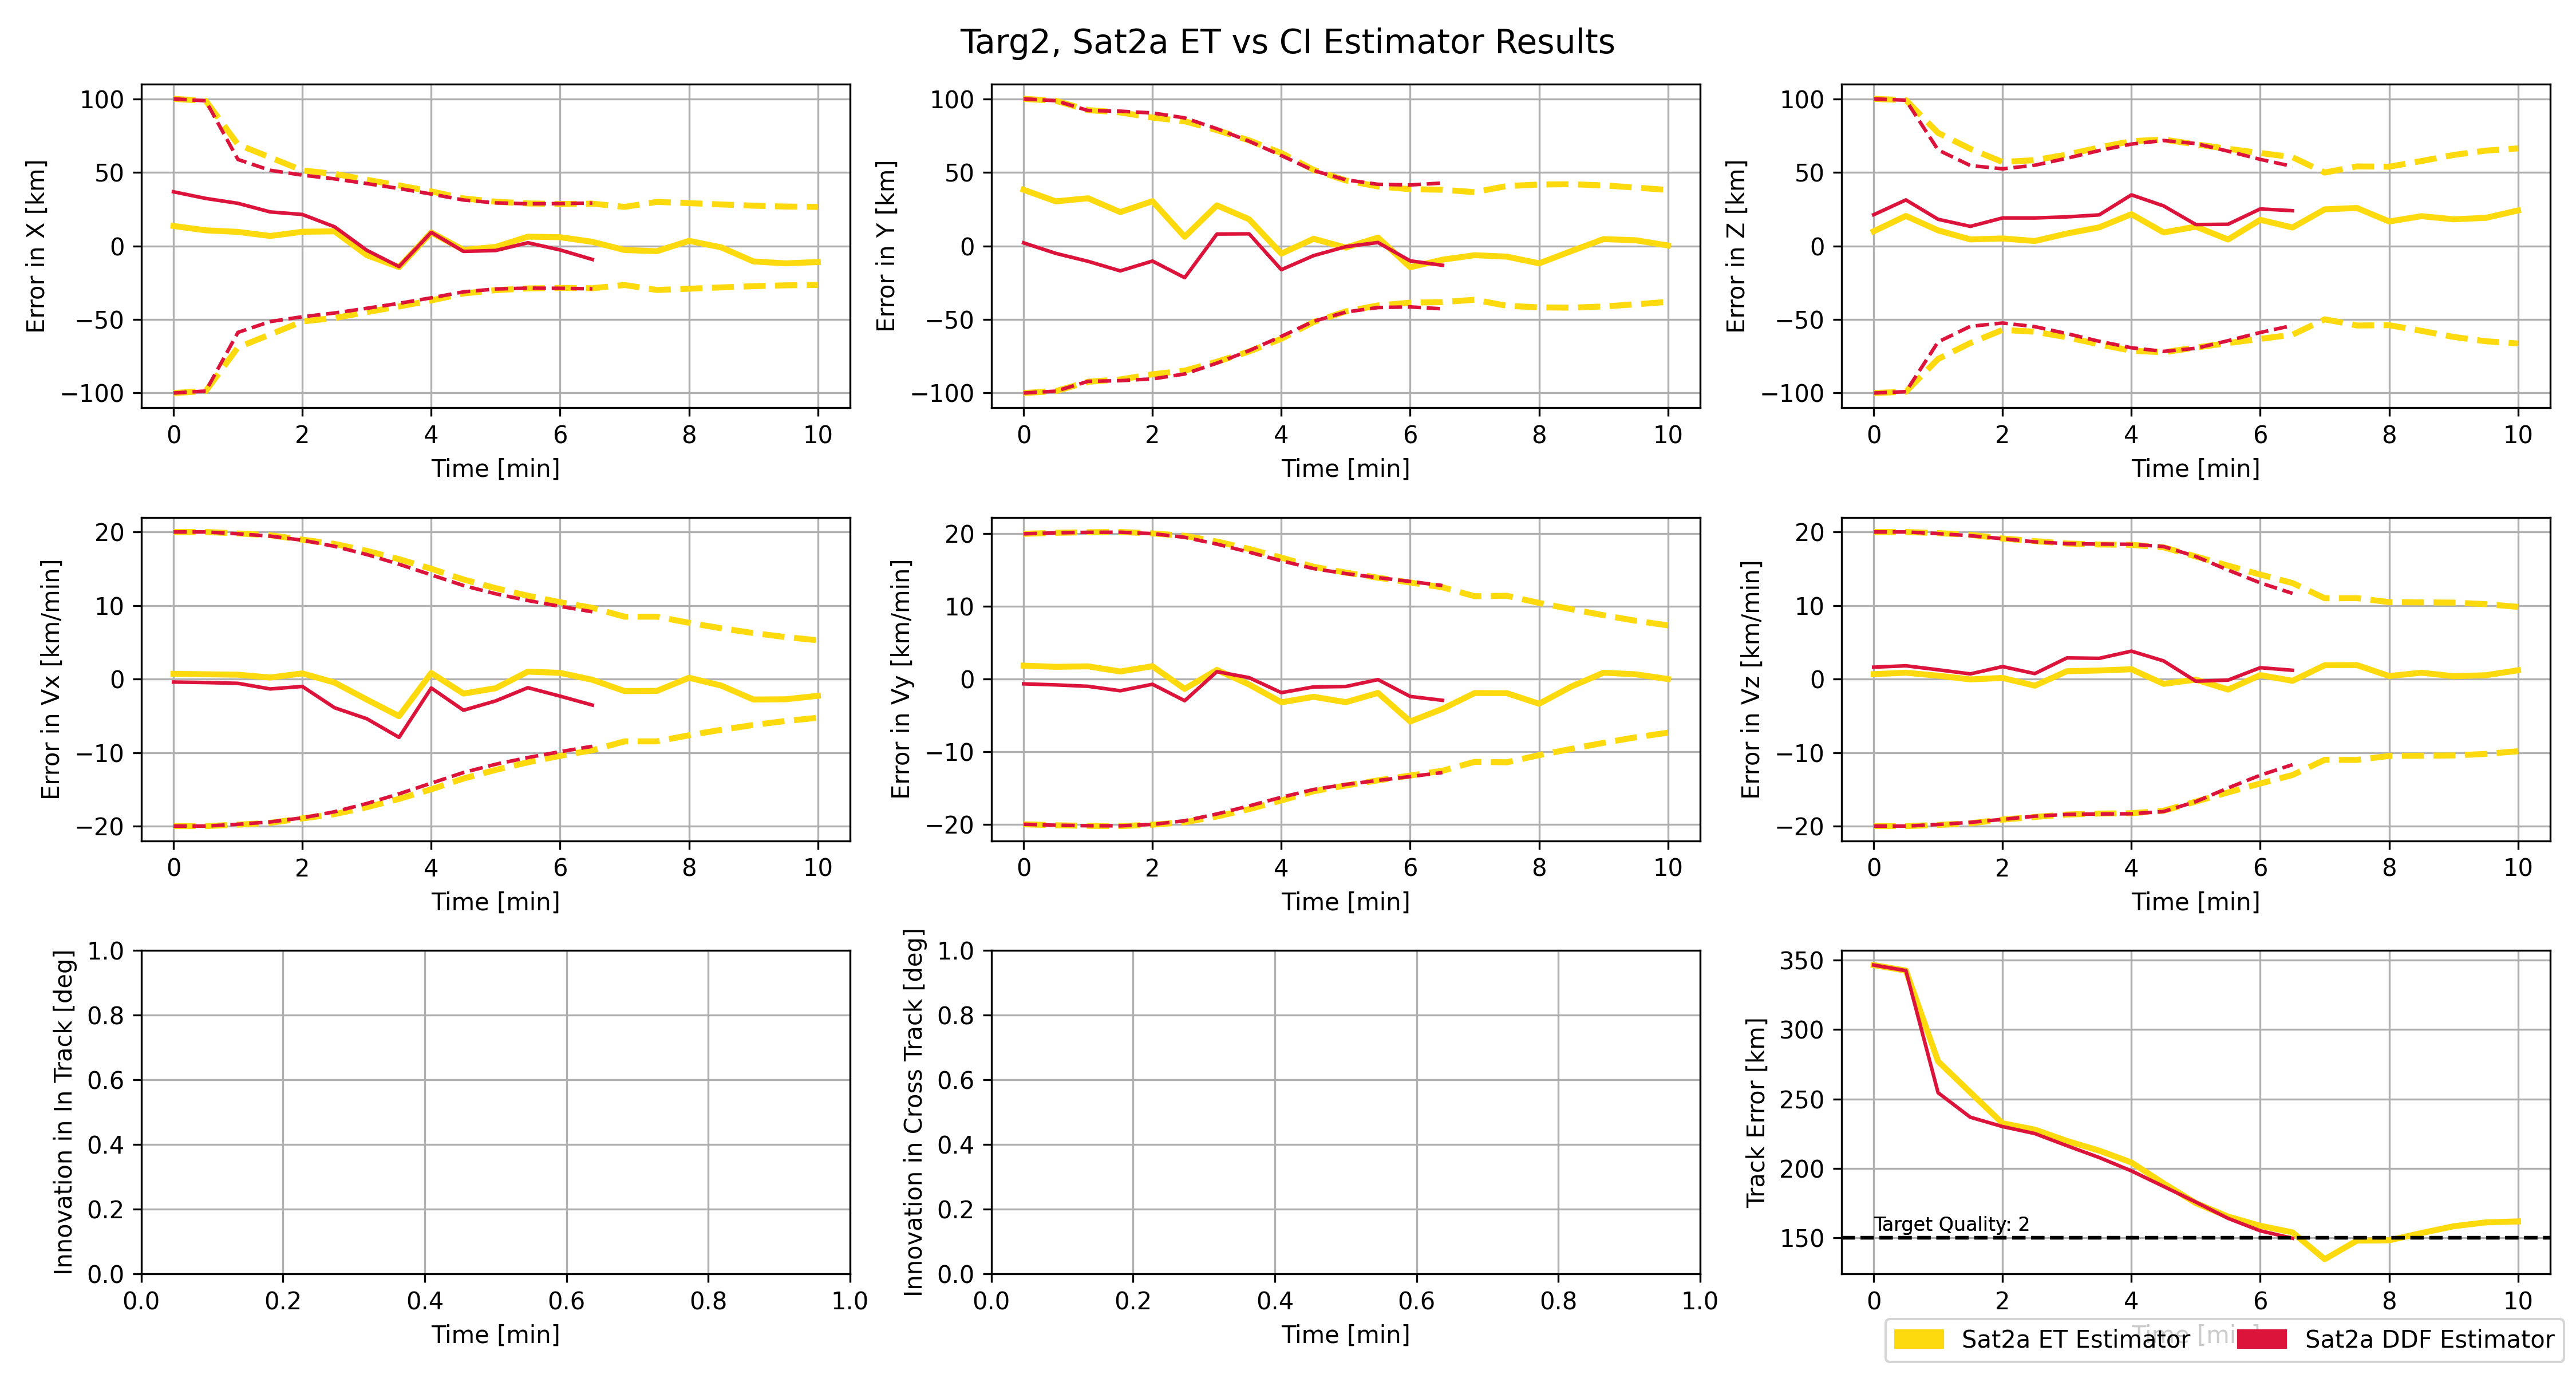 Targ2, Sat2a ET vs CI Estimator Results
Error in X [km]
100
50
0
−50
−100
0 2 4 6 8 10
Time [min]
Error in Y [km]
100
50
0
−50
−100
0 2 4 6 8 10
Time [min]
Error in Z [km]
100
50
0
−50
−100
0 2 4 6 8 10
Time [min]
Error in Vx [km/min]
20
10
0
−10
−20
0 2 4 6 8 10
Time [min]
Error in Vy [km/min]
20
10
0
−10
−20
0 2 4 6 8 10
Time [min]
Error in Vz [km/min]
20
10
0
−10
−20
0 2 4 6 8 10
Time [min]
Innovation in In Track [deg]
1.0
0.8
0.6
0.4
0.2
0.0
0.0 0.2 0.4 0.6 0.8 1.0
Time [min]
Innovation in Cross Track [deg]
1.0
0.8
0.6
0.4
0.2
0.0
0.0 0.2 0.4 0.6 0.8 1.0
Time [min]
Track Error [km]
350
300
250
200
150
Target Quality: 2
0 2 4 6 8 10
Time [min]
Sat2a ET Estimator
Sat2a DDF Estimator